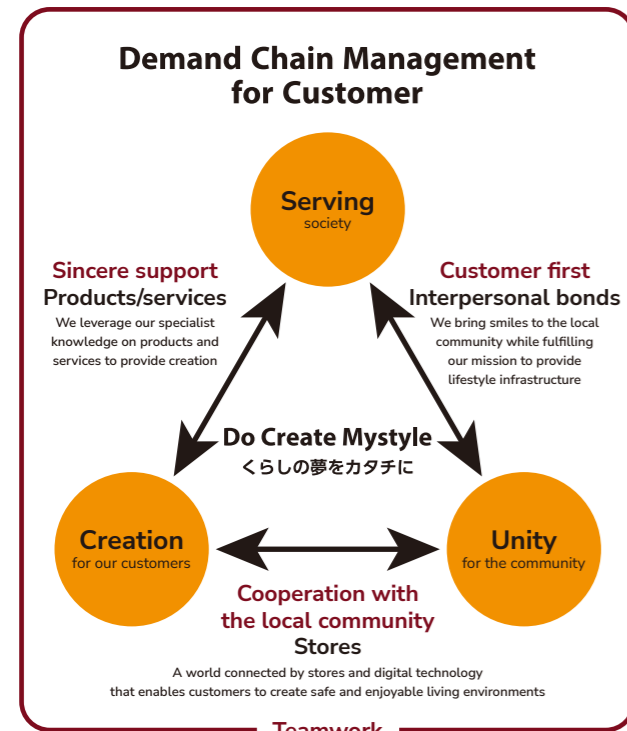 Demand Chain Management
for Customer
Serving
society
Sincere support
Products/services
We leverage our specialist
knowledge on products and
services to provide creation
Customer first
Interpersonal bonds
We bring smiles to the local
community while fulfilling
our mission to provide
lifestyle infrastructure
Do Create Mystyle
くらしの夢をカタチに
Creation
for our customers
Unity
for the community
Cooperation with
the local community
Stores
A world connected by stores and digital technology
that enables customers to create safe and enjoyable living environments
Teamwork